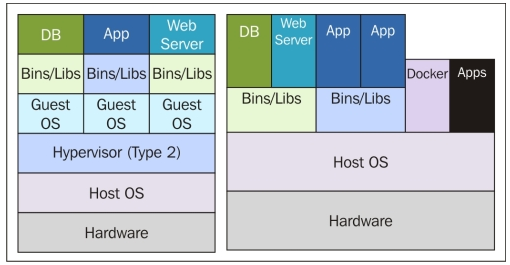 DB
App
Web
Server
Bins/Libs
Bins/Libs
Bins/Libs
Guest
OS
Guest
OS
Guest
OS
Hypervisor (Type 2)
Host OS
Hardware
DB
Web
Server
App
App
Bins/Libs
Bins/Libs
Docker
Apps
Host OS
Hardware